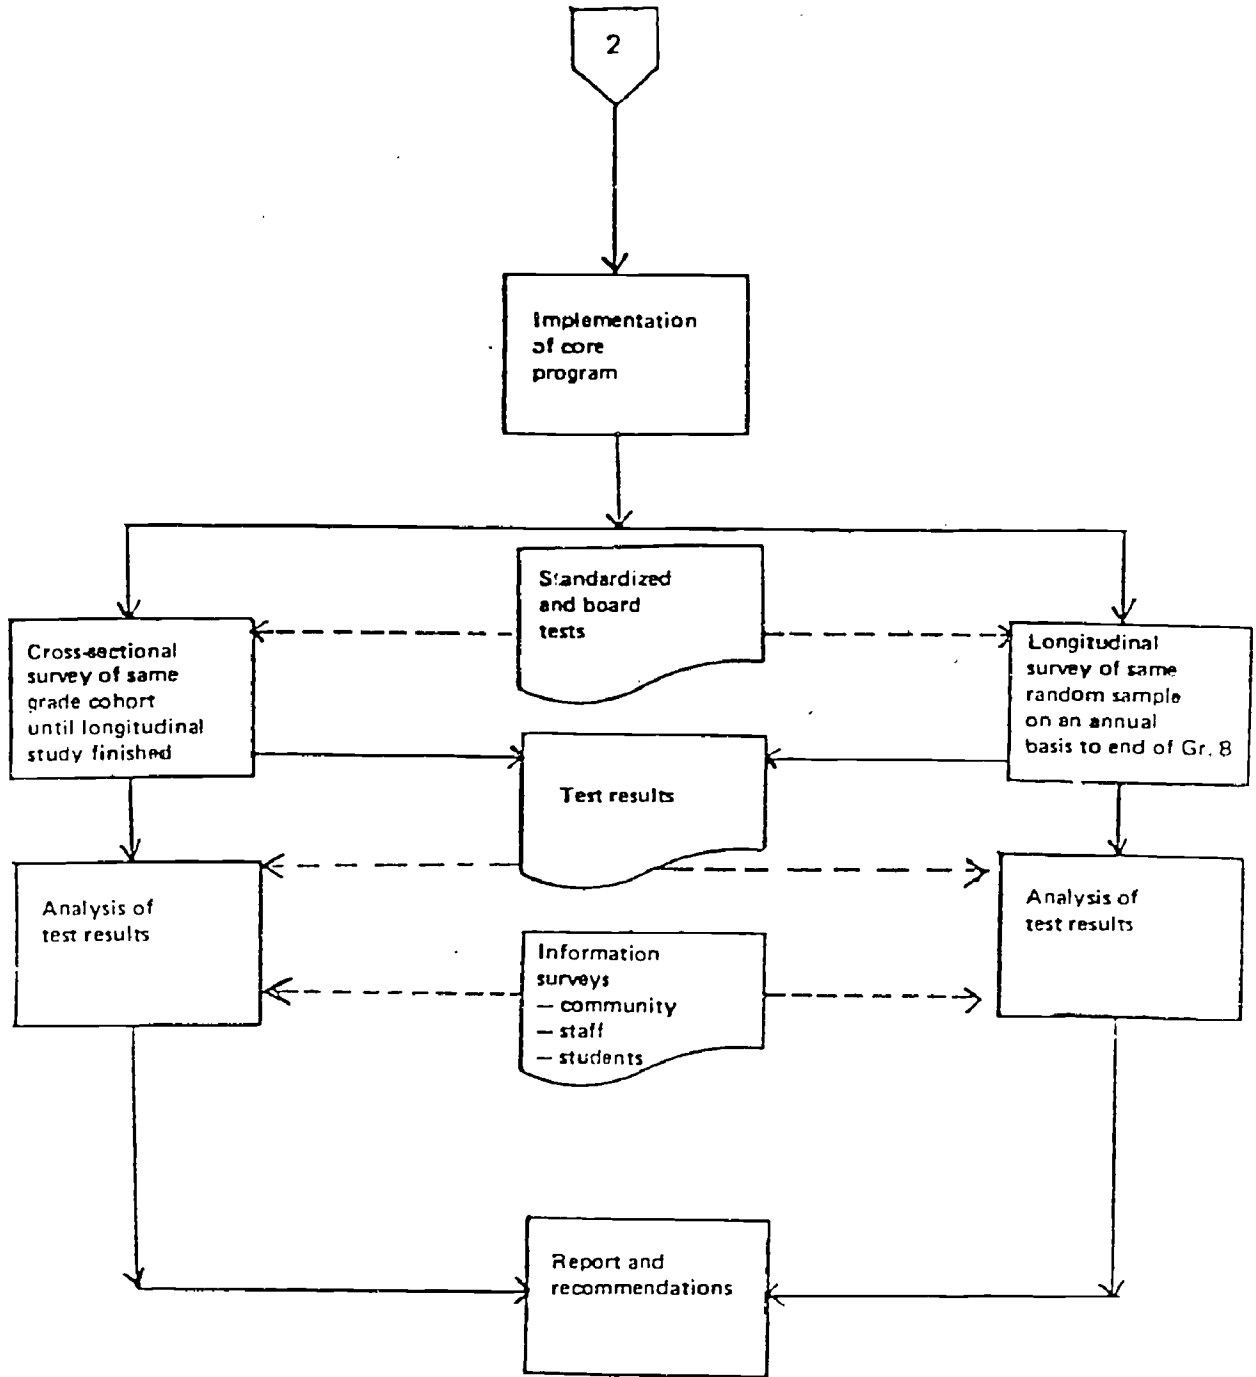 2
Implementation
of core
program
Standardized
and board
tests
Cross-sectional
survey of same
grade cohort
until longitudinal
study finished
Longitudinal
survey of same
random sample
on an annual
basis to end of Gr. 8
Test results
Analysis of
test results
Analysis of
test results
Information
surveys
— community
— staff
— students
Report and
recommendations